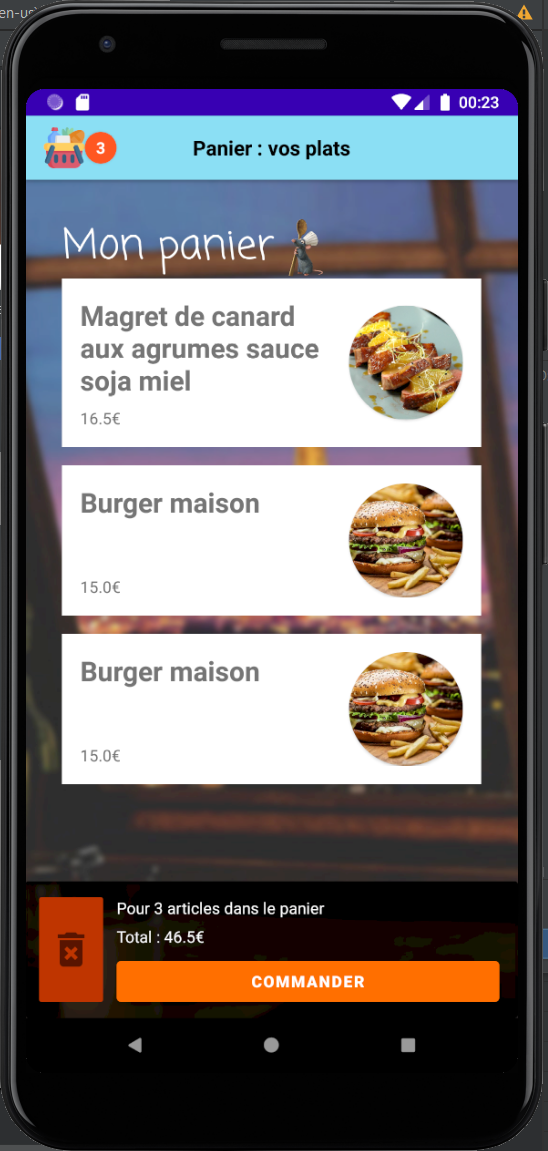 en-us
00:23
3
Panier : vos plats
Mon panier
Magret de canard
aux agrumes sauce
soja miel
16.5€
Burger maison
15.0€
Burger maison
15.0€
Pour 3 articles dans le panier
Total : 46.5€
COMMANDER